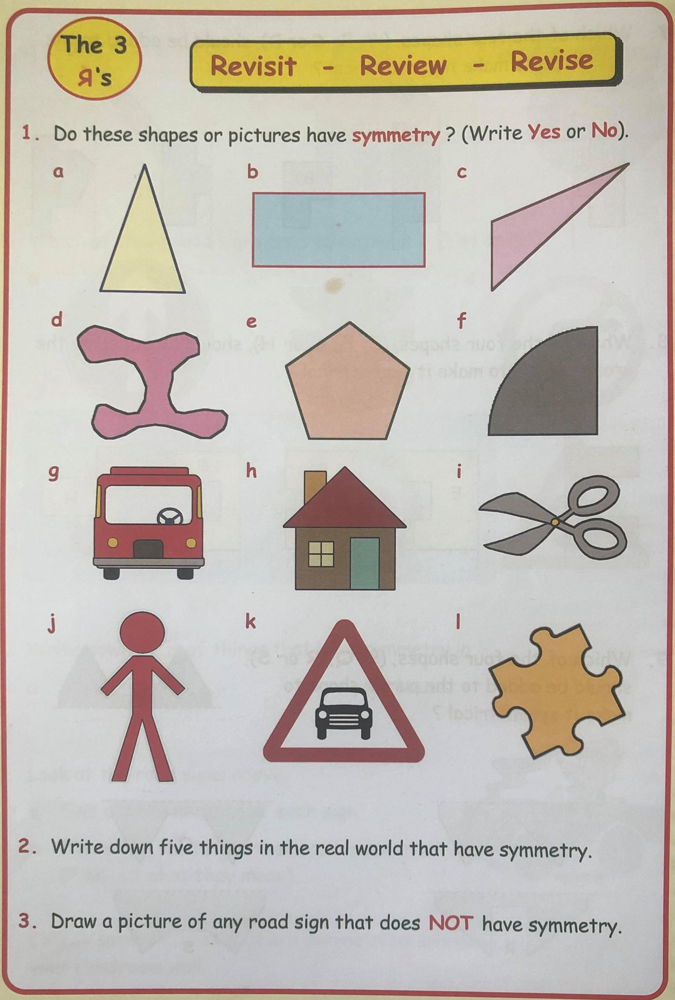 The 3
Я's
Revisit - Review - Revise
1. Do these shapes or pictures have symmetry ? (Write Yes or No).
a b c
d e f
g h i
j k l
2. Write down five things in the real world that have symmetry.
3. Draw a picture of any road sign that does NOT have symmetry.